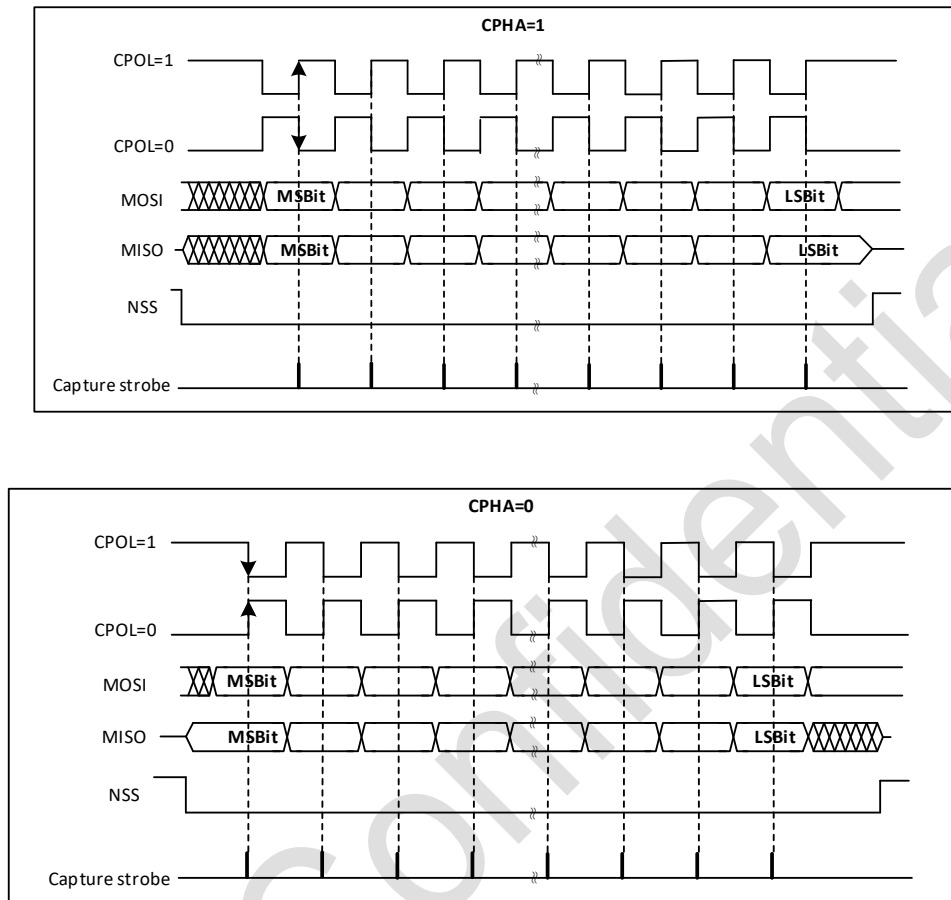 CPHA=1
CPOL=1
CPOL=0
MOSI
MSBit
LSBit
MISO
MSBit
LSBit
NSS
Capture strobe
CPHA=0
CPOL=1
CPOL=0
MOSI
MSBit
LSBit
MISO
MSBit
LSBit
NSS
Capture strobe
Confidentia